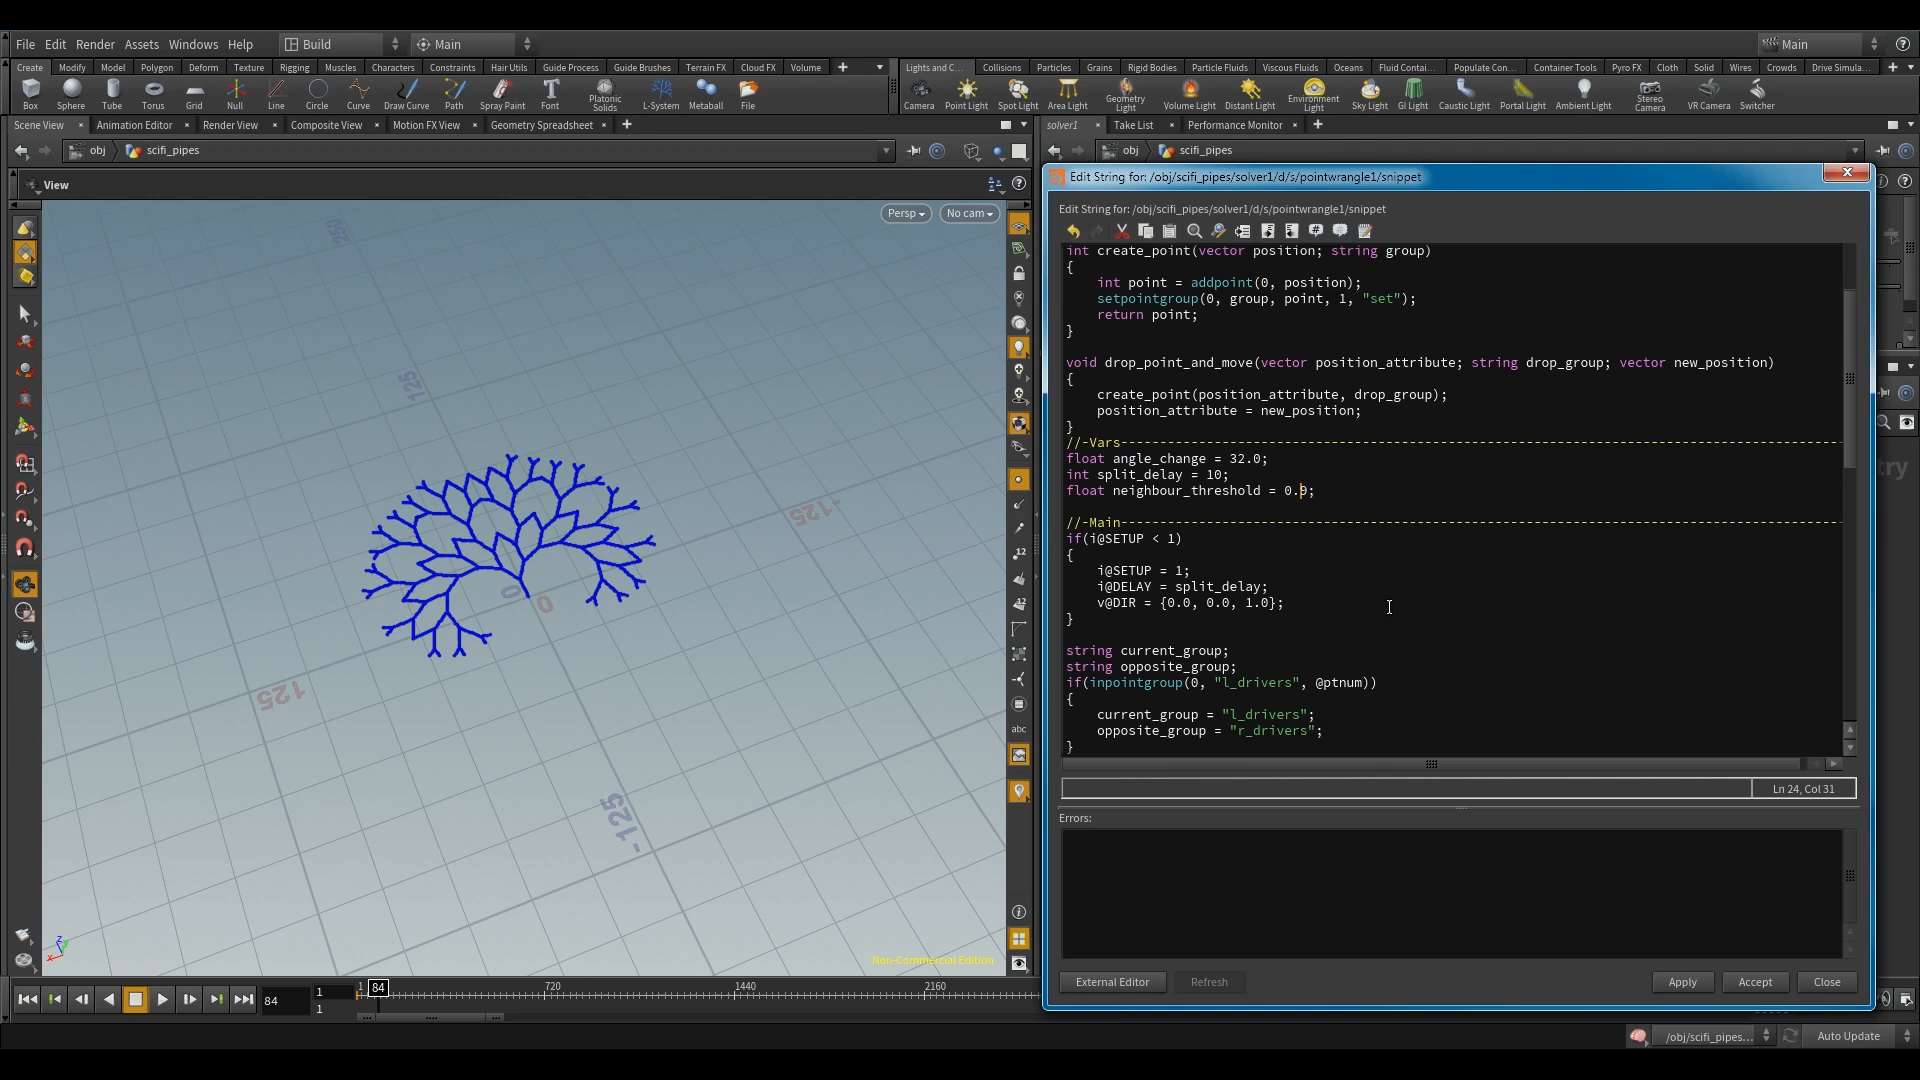 File Edit Render Assets Windows Help Build Main Main
Create Modify Model Polygon Deform Texture Rigging Muscles Characters Constraints Hair Utils Guide Process Guide Brushes Terrain FX Cloud FX Volume
Lights and C... Collisions Particles Grains Rigid Bodies Particle Fluids Viscous Fluids Oceans Fluid Contai... Populate Con... Container Tools Pyro FX Cloth Solid Wires Crowds Drive Simula...
Box Sphere Tube Torus Grid Null Line Circle Curve Draw Curve Path Spray Paint Font Platonic Solids L-System Metaball File
Camera Point Light Spot Light Area Light Geometry Light Volume Light Distant Light Environment Light Sky Light GI Light Caustic Light Portal Light Ambient Light Stereo Camera VR Camera Switcher
Scene View Animation Editor Render View Composite View Motion FX View Geometry Spreadsheet
solver1 Take List Performance Monitor
obj scifi_pipes
obj scifi_pipes
View
Persp No cam
250
125
-125
125
0 0
-125
Non-Commercial Edition
Z
Y
X
12
abc
Edit String for: /obj/scifi_pipes/solver1/d/s/pointwrangle1/snippet
Edit String for: /obj/scifi_pipes/solver1/d/s/pointwrangle1/snippet
int create_point(vector position; string group)
{
int point = addpoint(0, position);
setpointgroup(0, group, point, 1, "set");
return point;
}
void drop_point_and_move(vector position_attribute; string drop_group; vector new_position)
{
create_point(position_attribute, drop_group);
position_attribute = new_position;
}
//-Vars--------------------------------------------------------------------------------------------
float angle_change = 32.0;
int split_delay = 10;
float neighbour_threshold = 0.9;
//-Main--------------------------------------------------------------------------------------------
if(i@SETUP < 1)
{
i@SETUP = 1;
i@DELAY = split_delay;
v@DIR = {0.0, 0.0, 1.0};
}
string current_group;
string opposite_group;
if(inpointgroup(0, "l_drivers", @ptnum))
{
current_group = "l_drivers";
opposite_group = "r_drivers";
}
Ln 24, Col 31
Errors:
External Editor Refresh Apply Accept Close
84 1 1 1 84 720 1440 2160
/obj/scifi_pipes... Auto Update